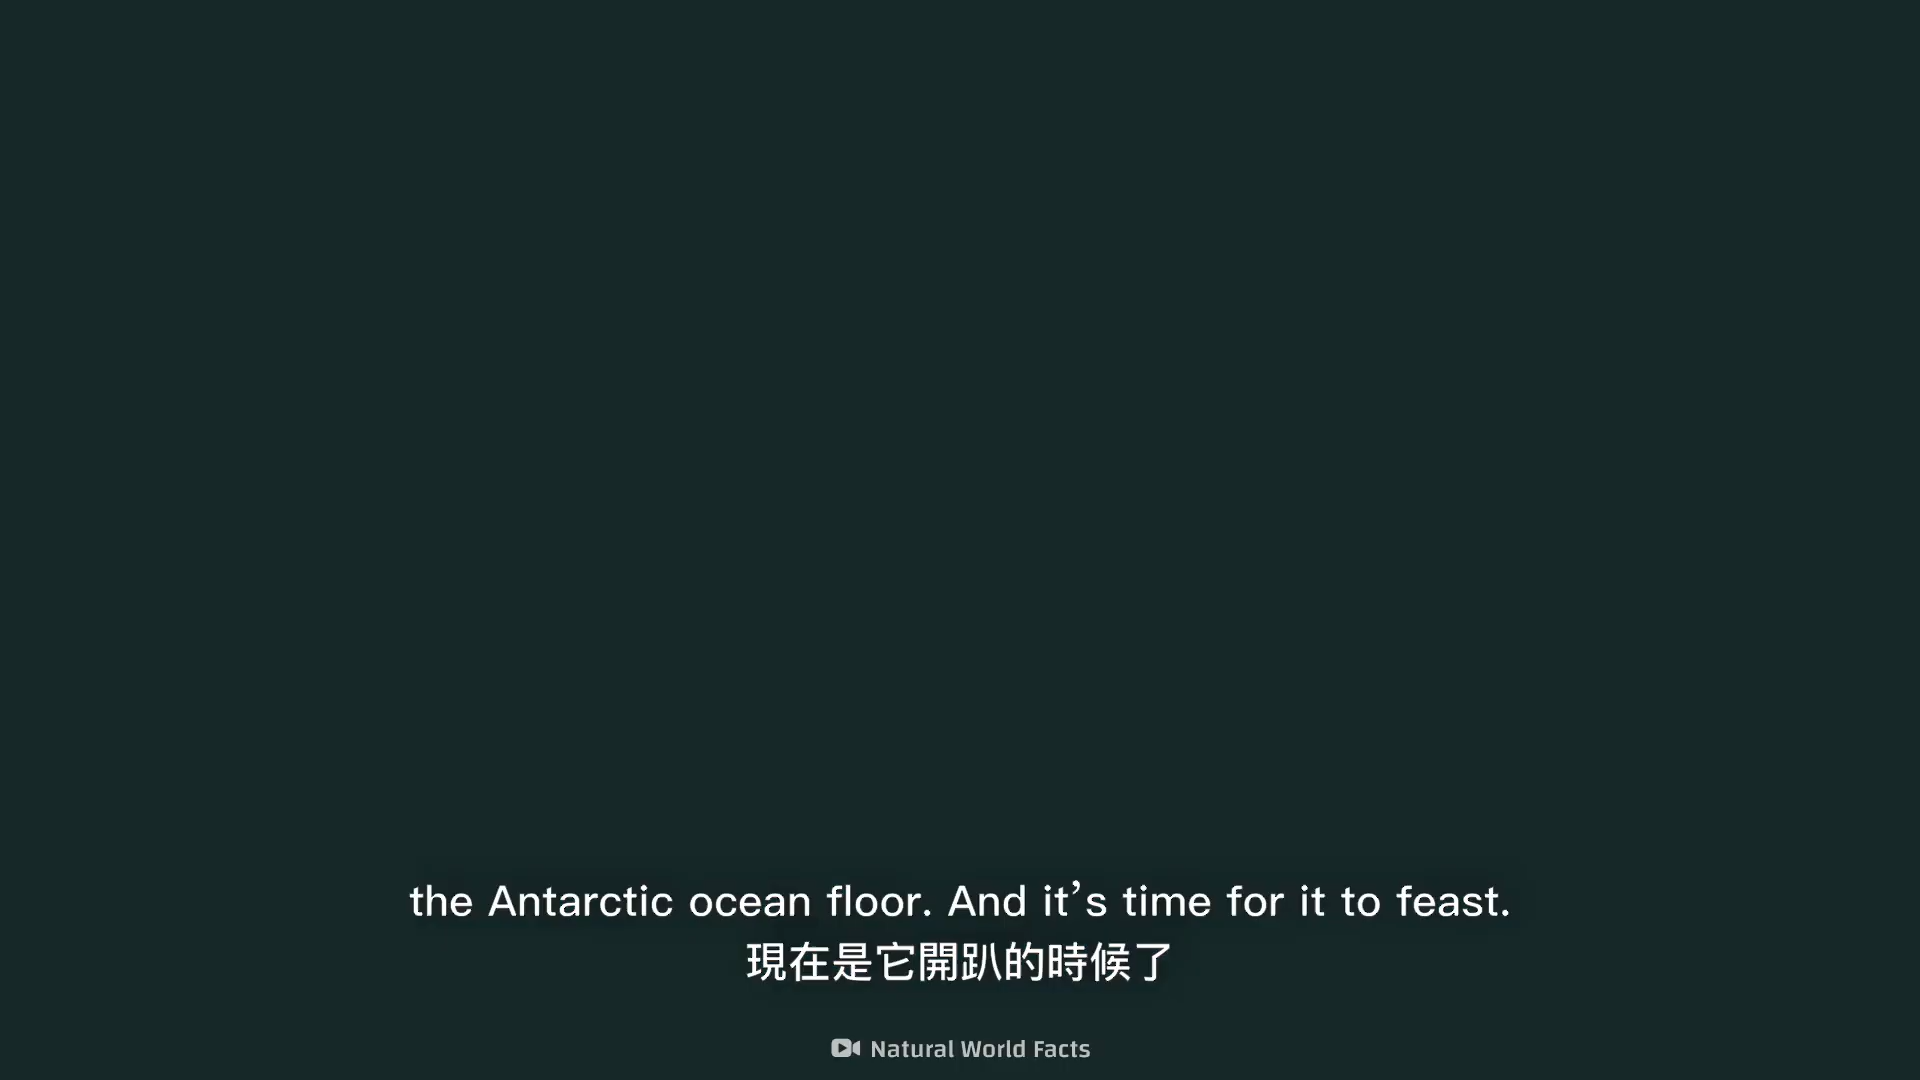 the Antarctic ocean floor. And it’s time for it to feast.
現在是它開趴的時候了
Natural World Facts